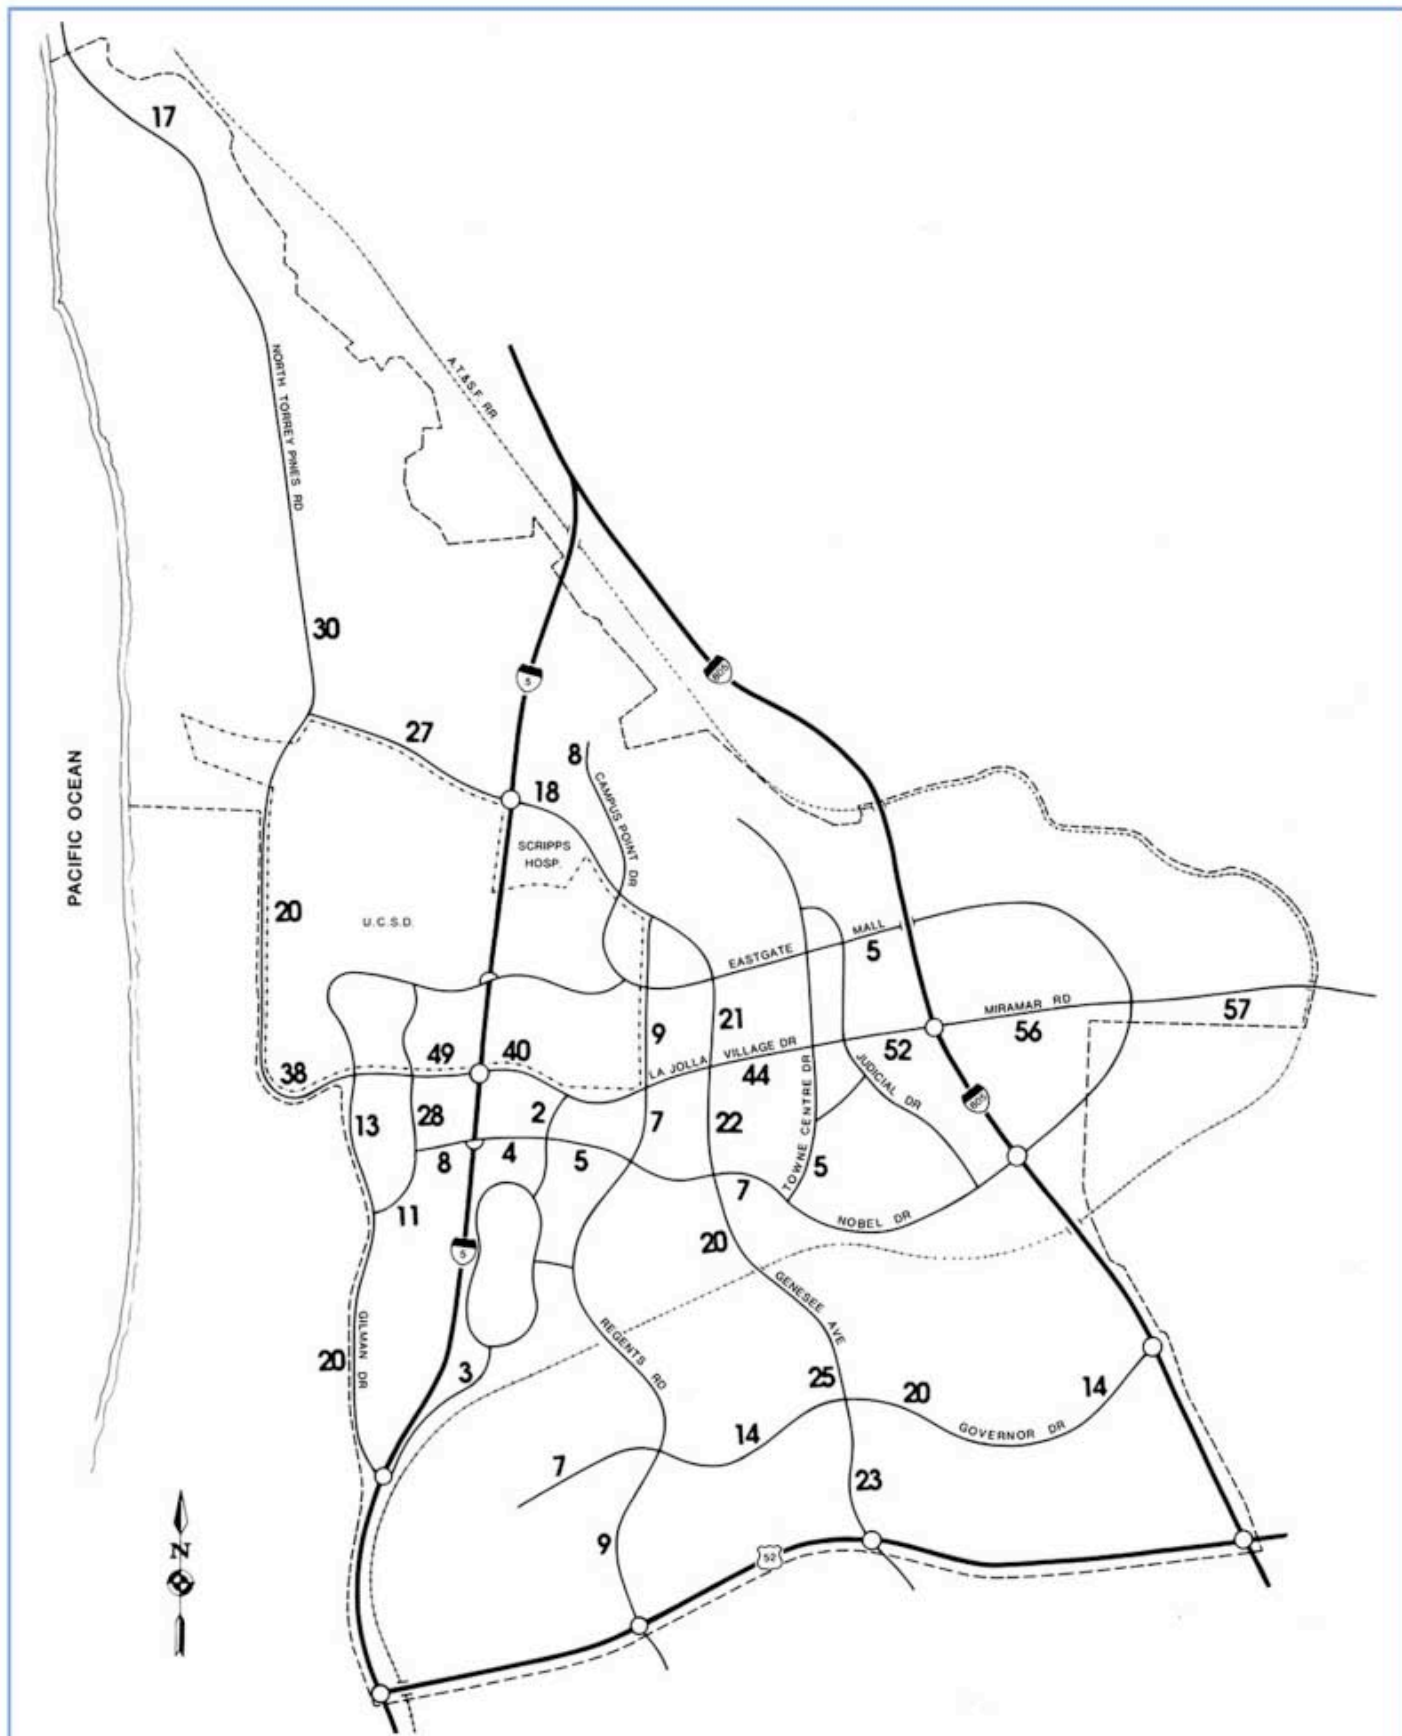 17
A.T.&S.F. RR
NORTH TORREY PINES RD
30
5
805
27
8
18
CAMPUS POINT DR
PACIFIC OCEAN
SCRIPPS
HOSP.
20
U.C.S.D.
EASTGATE MALL
5
9
21
MIRAMAR RD
57
56
49
40
LA JOLLA VILLAGE DR
52
38
44
JUDICIAL DR
805
13
28
2
7
22
TOWNE CENTRE DR
8
4
5
5
7
11
NOBEL DR
20
5
GENESEE AVE
GILMAN DR
REGENTS RD
20
3
25
20
14
GOVERNOR DR
14
7
23
9
52
N